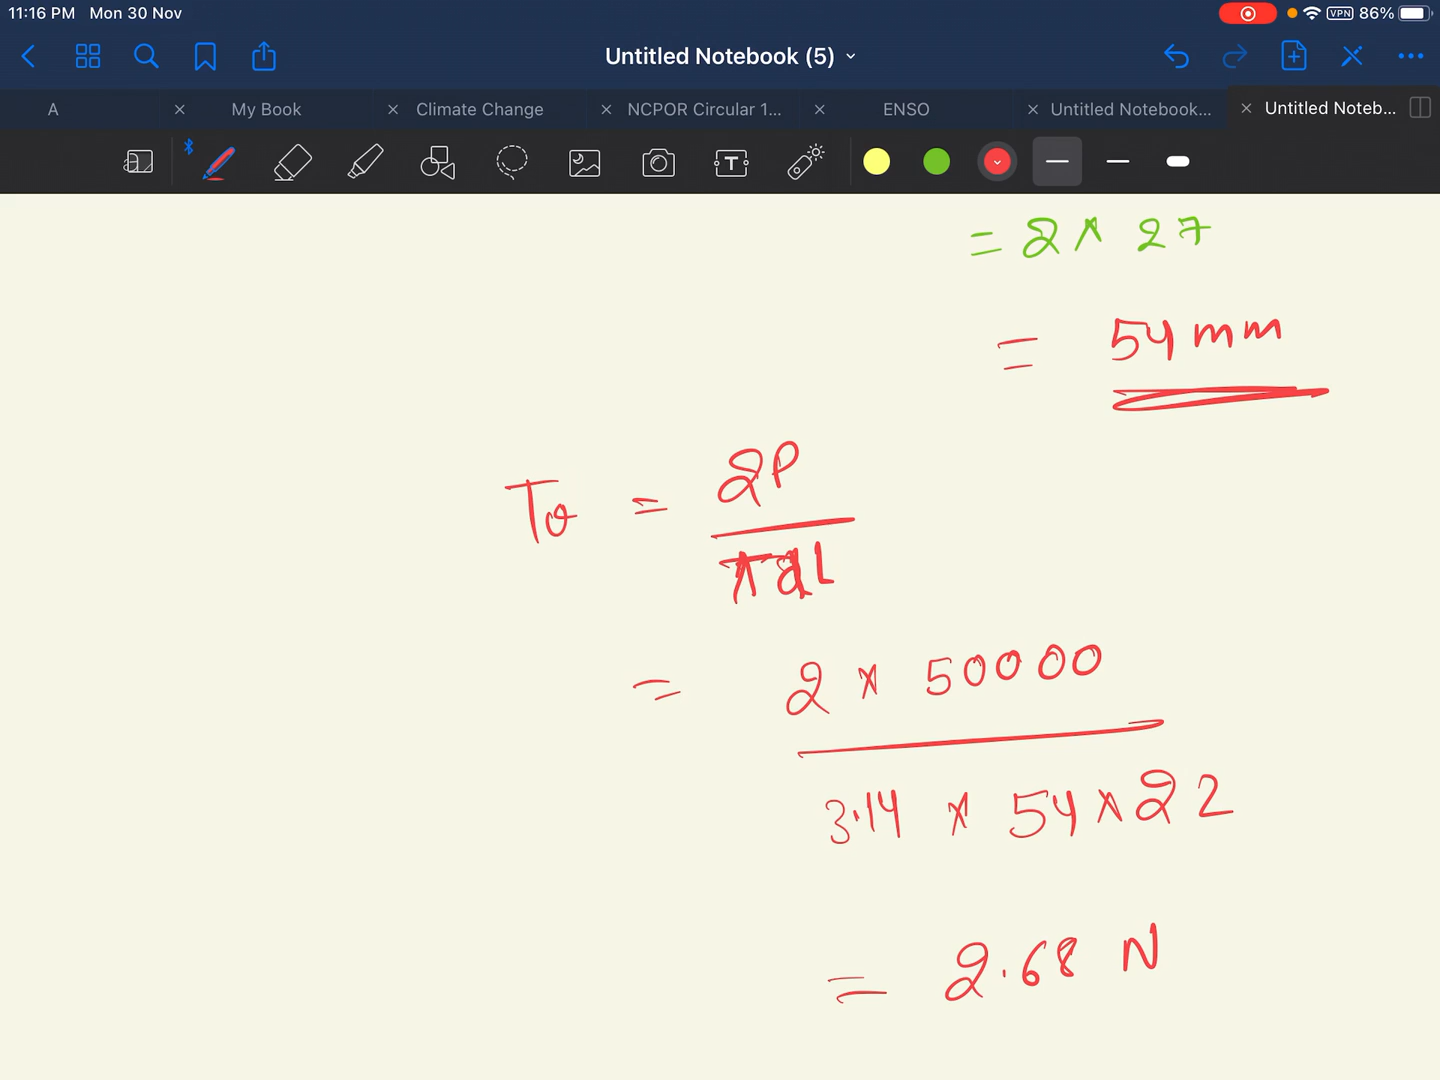 11:16 PM Mon 30 Nov VPN 86%
Untitled Notebook (5)
A My Book Climate Change NCPOR Circular 1... ENSO Untitled Notebook... Untitled Noteb...
a T
= 2 × 27
= 54 mm
To = 2P
πdL
= 2 × 50000
3.14 × 54 × 22
= 2.68 N